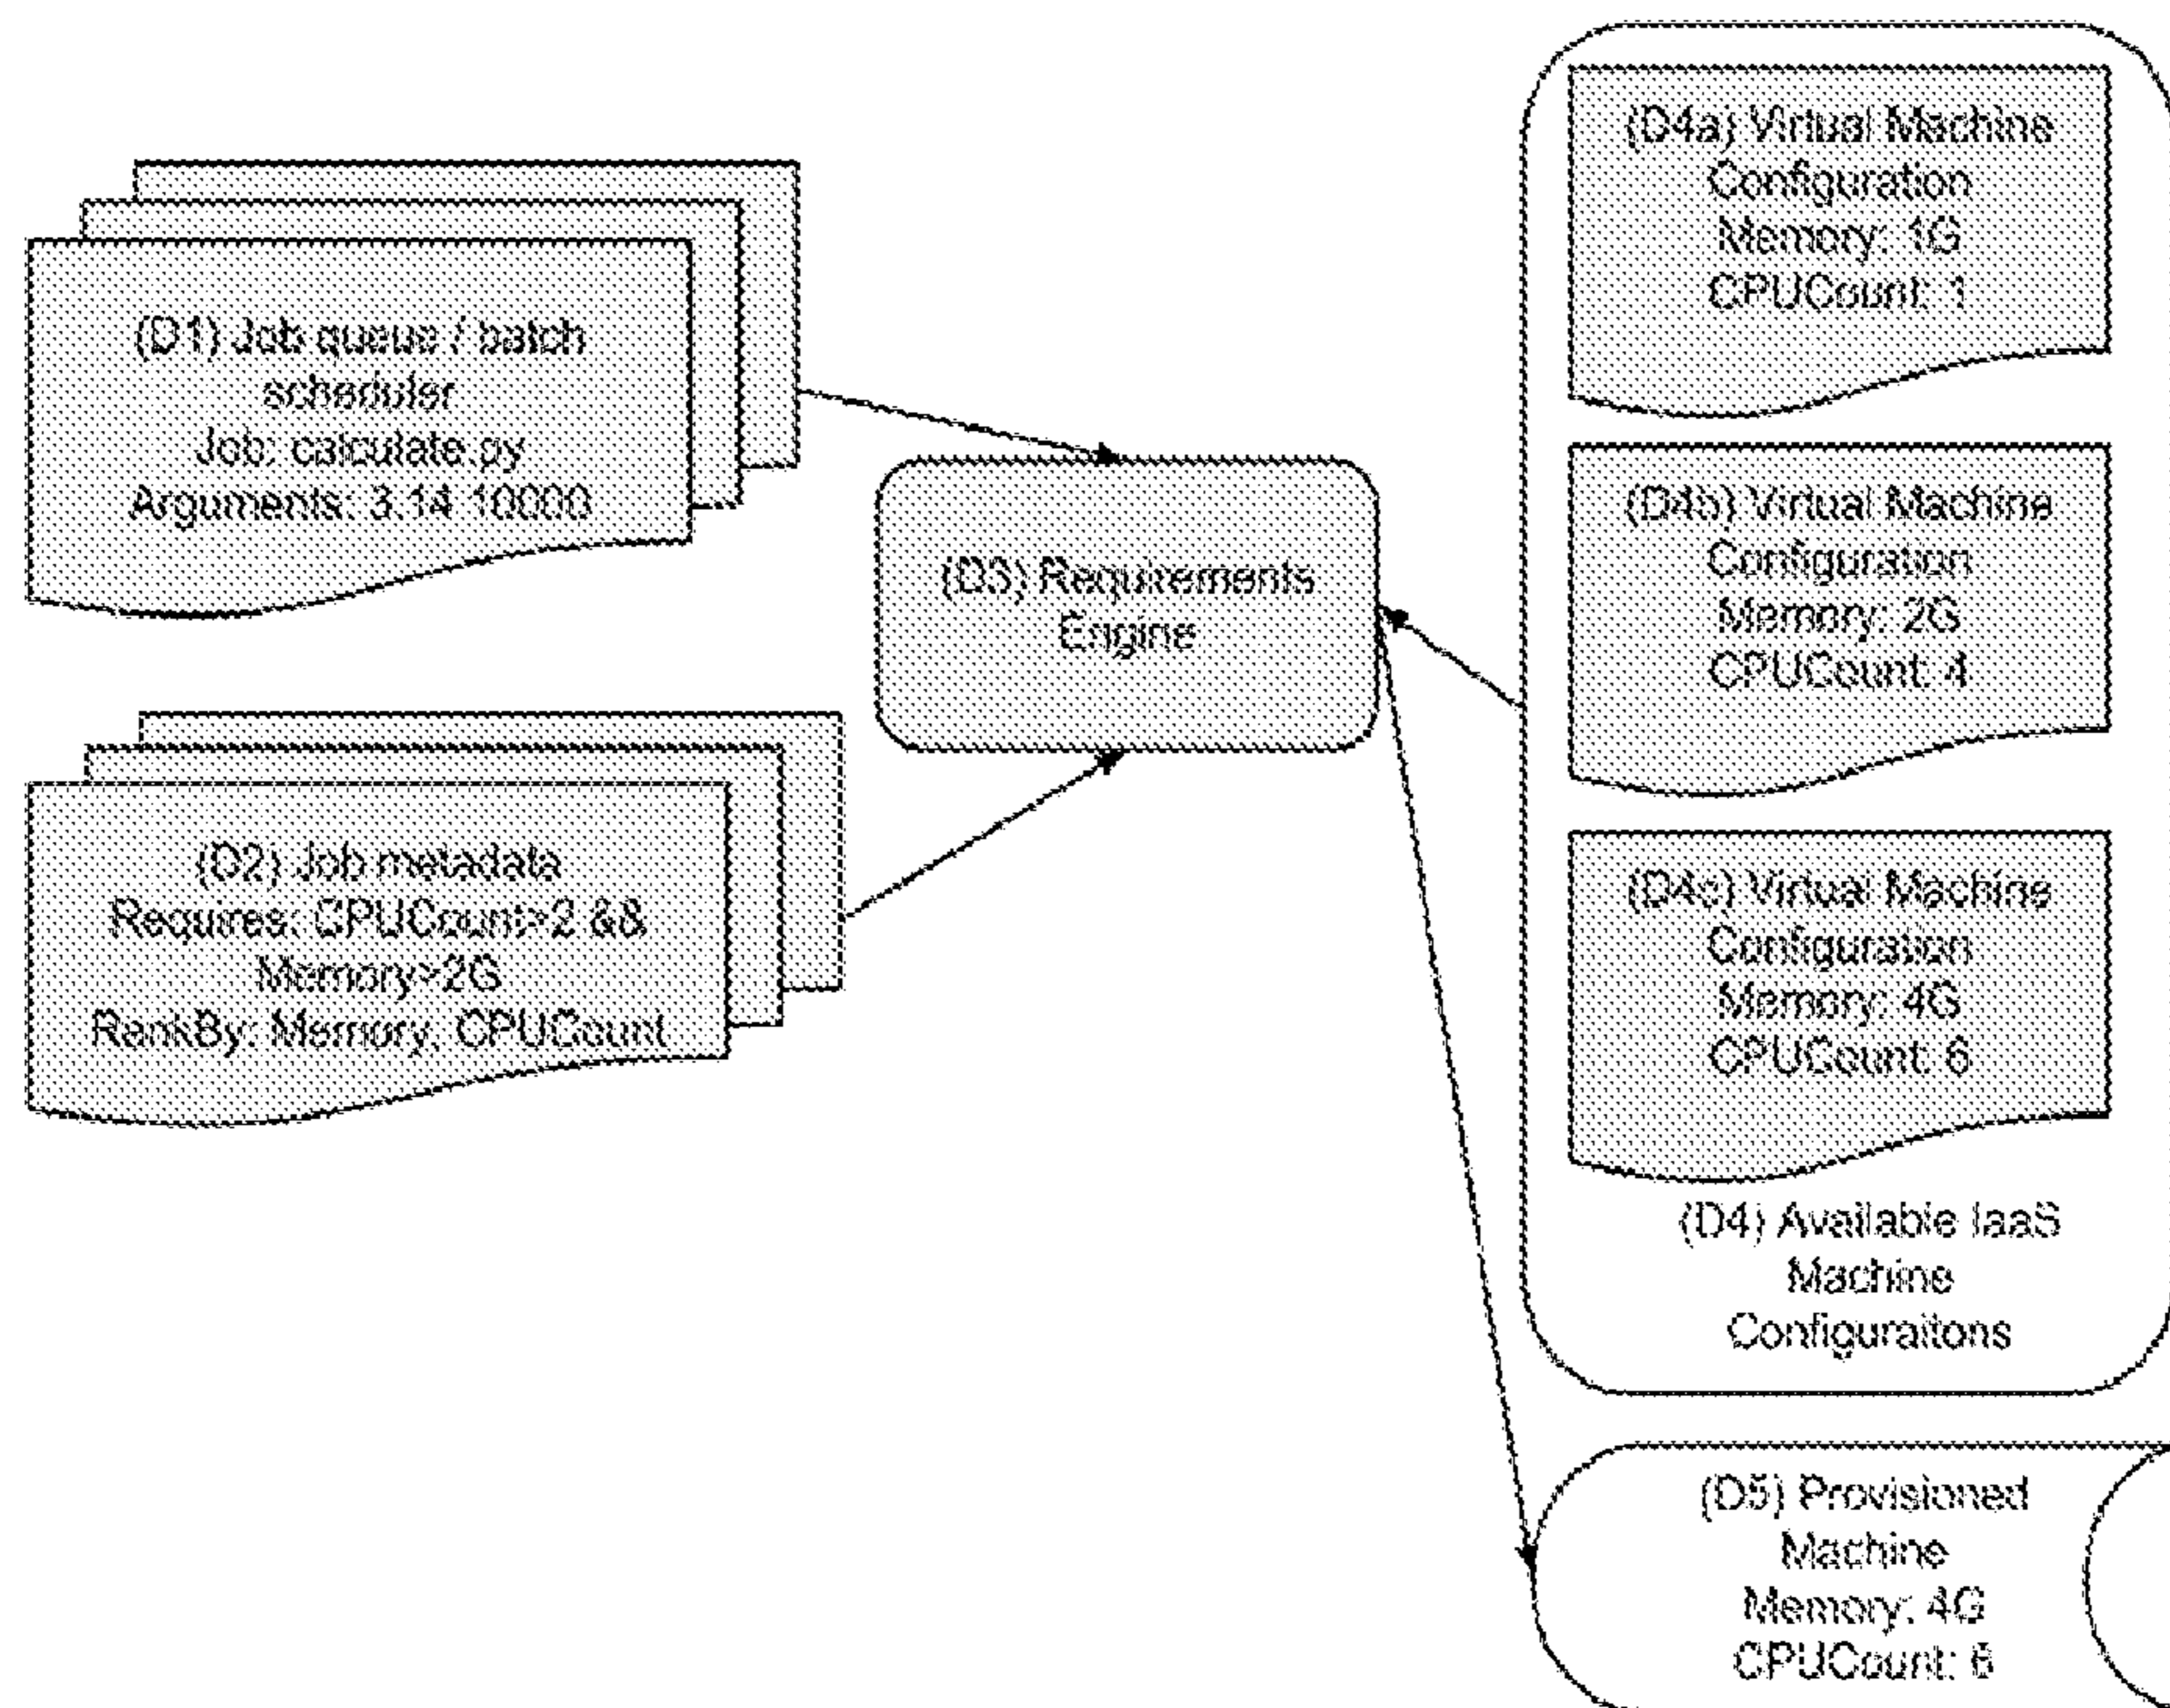 (D1) Job queue / batch
scheduler
Job: calculate.py
Arguments: 3.14 10000
(D2) Job metadata
Requires: CPUCount>2 &&
Memory>2G
RankBy: Memory, CPUCount
(D3) Requirements
Engine
(D4a) Virtual Machine
Configuration
Memory: 1G
CPUCount: 1
(D4b) Virtual Machine
Configuration
Memory: 2G
CPUCount: 4
(D4c) Virtual Machine
Configuration
Memory: 4G
CPUCount: 6
(D4) Available IaaS
Machine
Configuraitons
(D5) Provisioned
Machine
Memory: 4G
CPUCount: 6